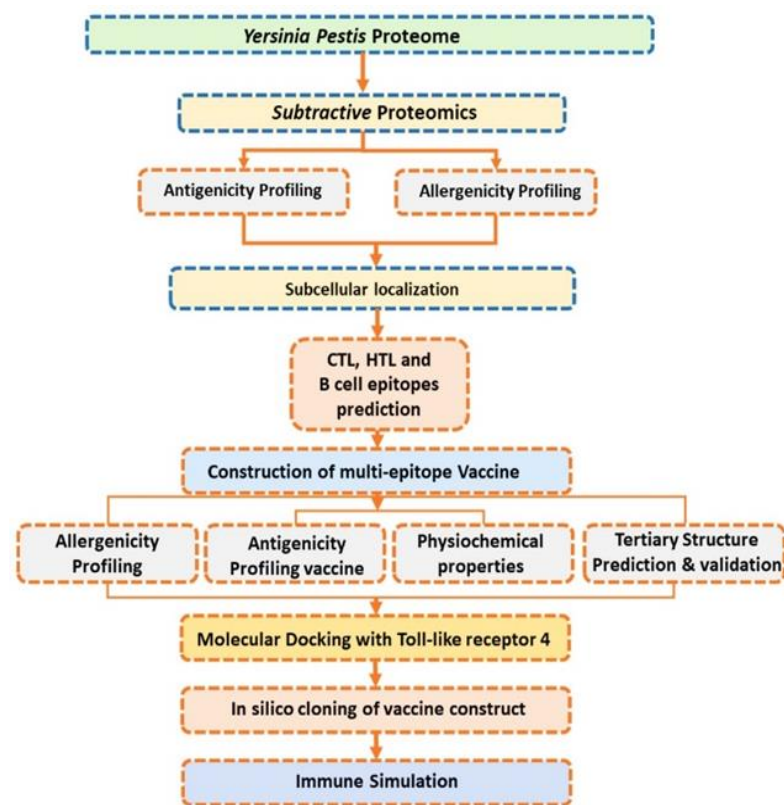 Yersinia Pestis Proteome
Subtractive Proteomics
Antigenicity Profiling
Allergenicity Profiling
Subcellular localization
CTL, HTL and
B cell epitopes
prediction
Construction of multi-epitope Vaccine
Allergenicity
Profiling
Antigenicity
Profiling vaccine
Physiochemical
properties
Tertiary Structure
Prediction & validation
Molecular Docking with Toll-like receptor 4
In silico cloning of vaccine construct
Immune Simulation